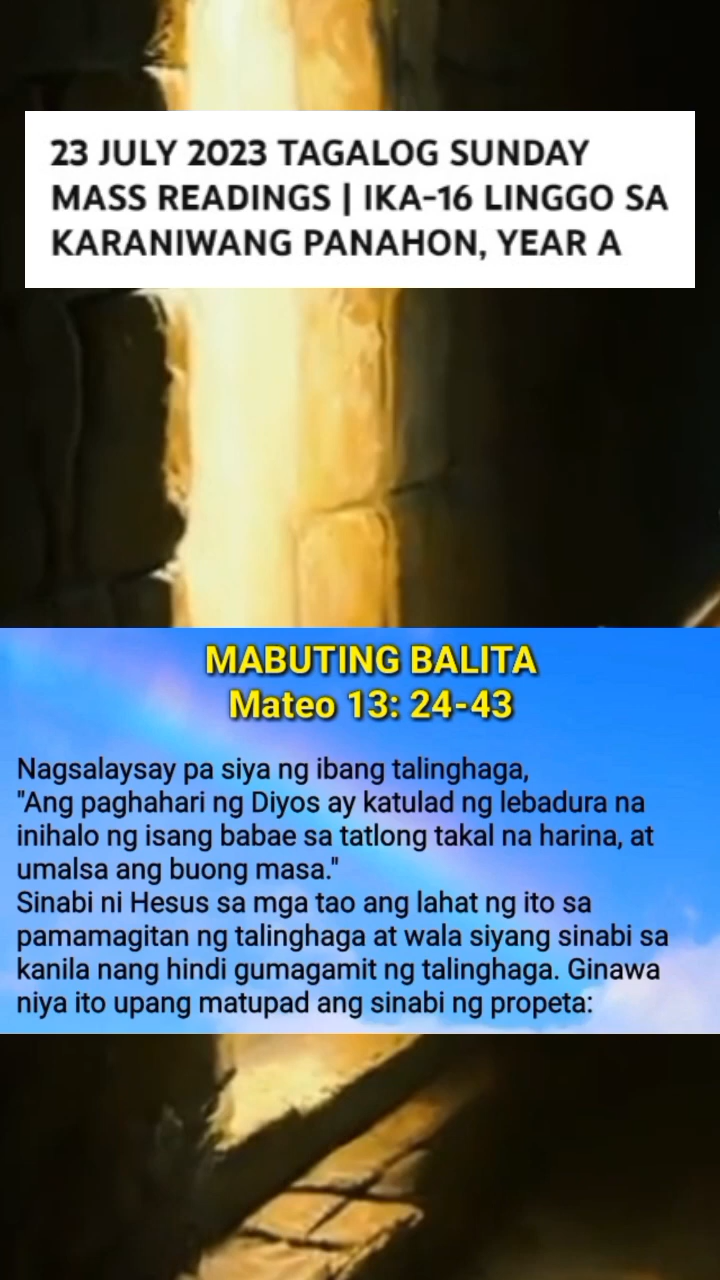 23 JULY 2023 TAGALOG SUNDAY
MASS READINGS | IKA-16 LINGGO SA
KARANIWANG PANAHON, YEAR A
MABUTING BALITA
Mateo 13: 24-43
Nagsalaysay pa siya ng ibang talinghaga,
"Ang paghahari ng Diyos ay katulad ng lebadura na
inihalo ng isang babae sa tatlong takal na harina, at
umalsa ang buong masa."
Sinabi ni Hesus sa mga tao ang lahat ng ito sa
pamamagitan ng talinghaga at wala siyang sinabi sa
kanila nang hindi gumagamit ng talinghaga. Ginawa
niya ito upang matupad ang sinabi ng propeta: